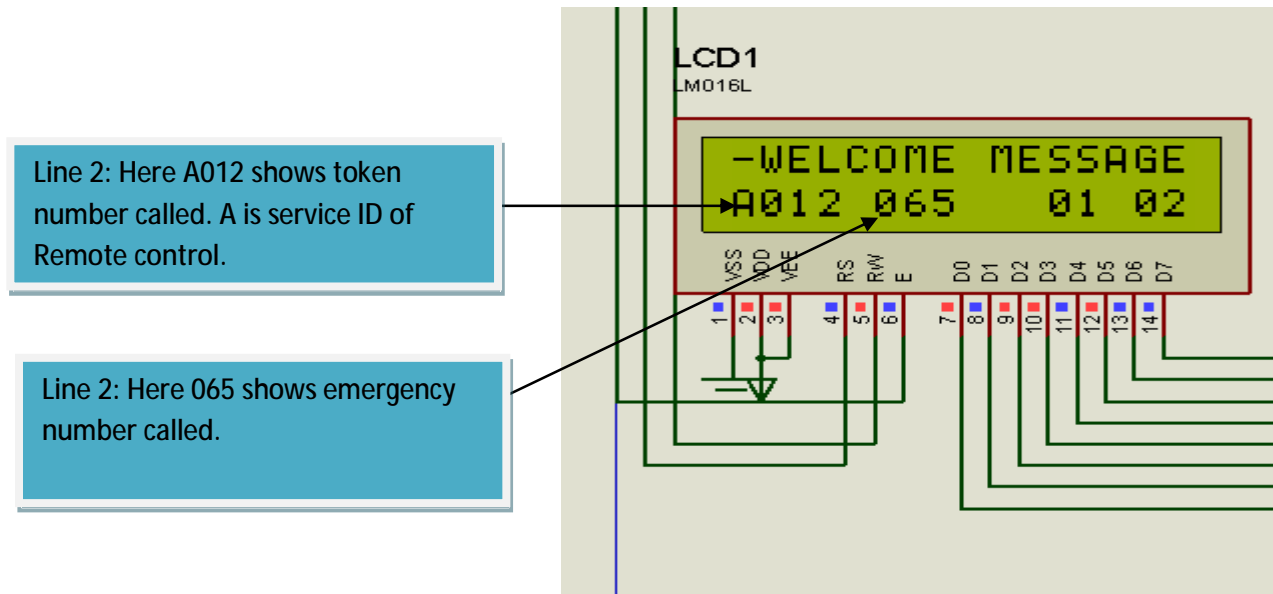 LCD1
LM016L
-WELCOME MESSAGE
A012 065 01 02
VSS VDD VEE RS RW E D0 D1 D2 D3 D4 D5 D6 D7
1 2 3 4 5 6 7 8 9 10 11 12 13 14
Line 2: Here A012 shows token
number called. A is service ID of
Remote control.
Line 2: Here 065 shows emergency
number called.